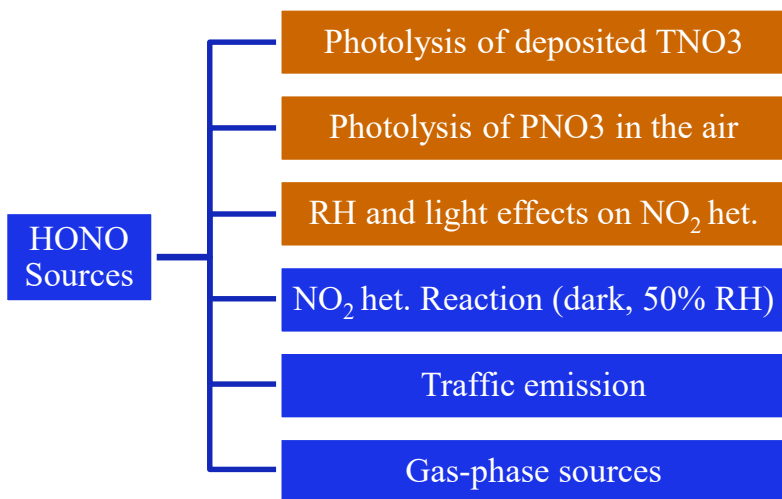 Photolysis of deposited TNO3
Photolysis of PNO3 in the air
RH and light effects on NO₂ het.
HONO
Sources
NO₂ het. Reaction (dark, 50% RH)
Traffic emission
Gas-phase sources